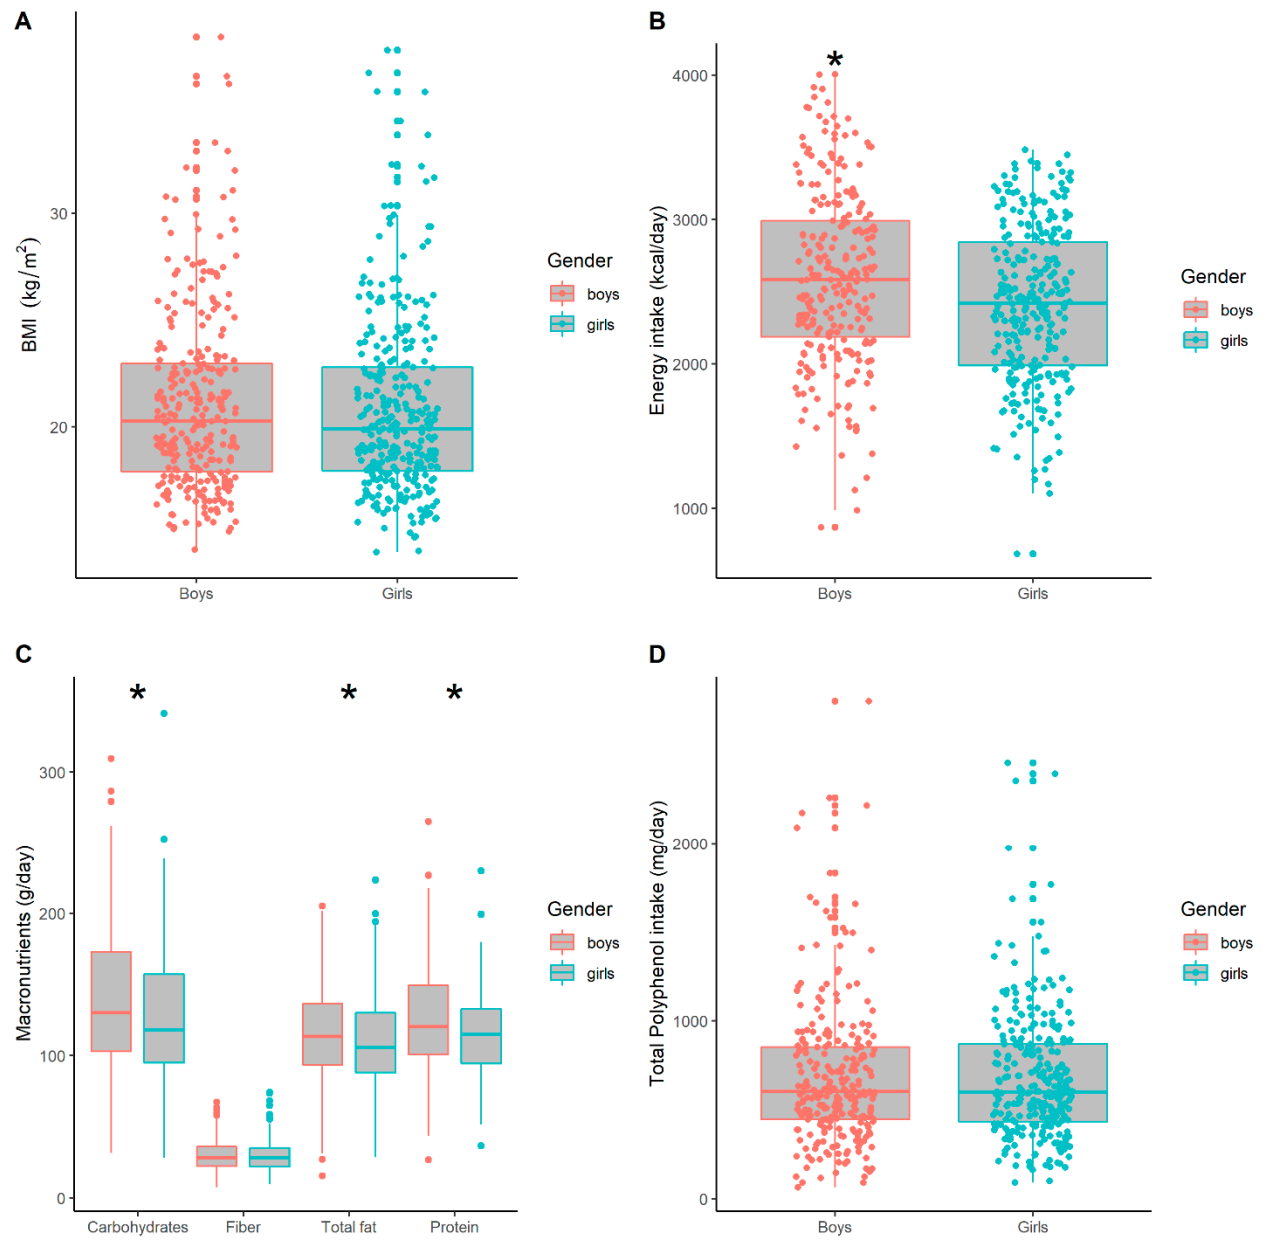 A
BMI (kg/m²)
30
20
Boys
Girls
Gender
boys
girls
B
*
Energy intake (kcal/day)
4000
3000
2000
1000
Boys
Girls
Gender
boys
girls
C
* * *
Macronutrients (g/day)
300
200
100
0
Carbohydrates
Fiber
Total fat
Protein
Gender
boys
girls
D
Total Polyphenol intake (mg/day)
2000
1000
0
Boys
Girls
Gender
boys
girls